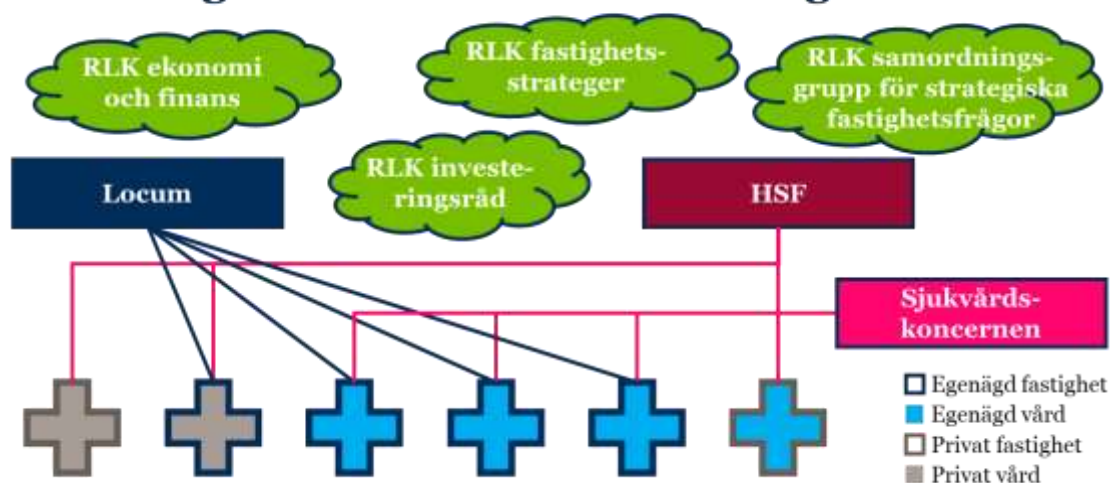 RLK ekonomi
och finans
RLK fastighets-
strateger
RLK samordnings-
grupp för strategiska
fastighetsfrågor
RLK investe-
ringsråd
Locum
HSF
Sjukvårds-
koncernen
Egenägd fastighet
Egenägd vård
Privat fastighet
Privat vård